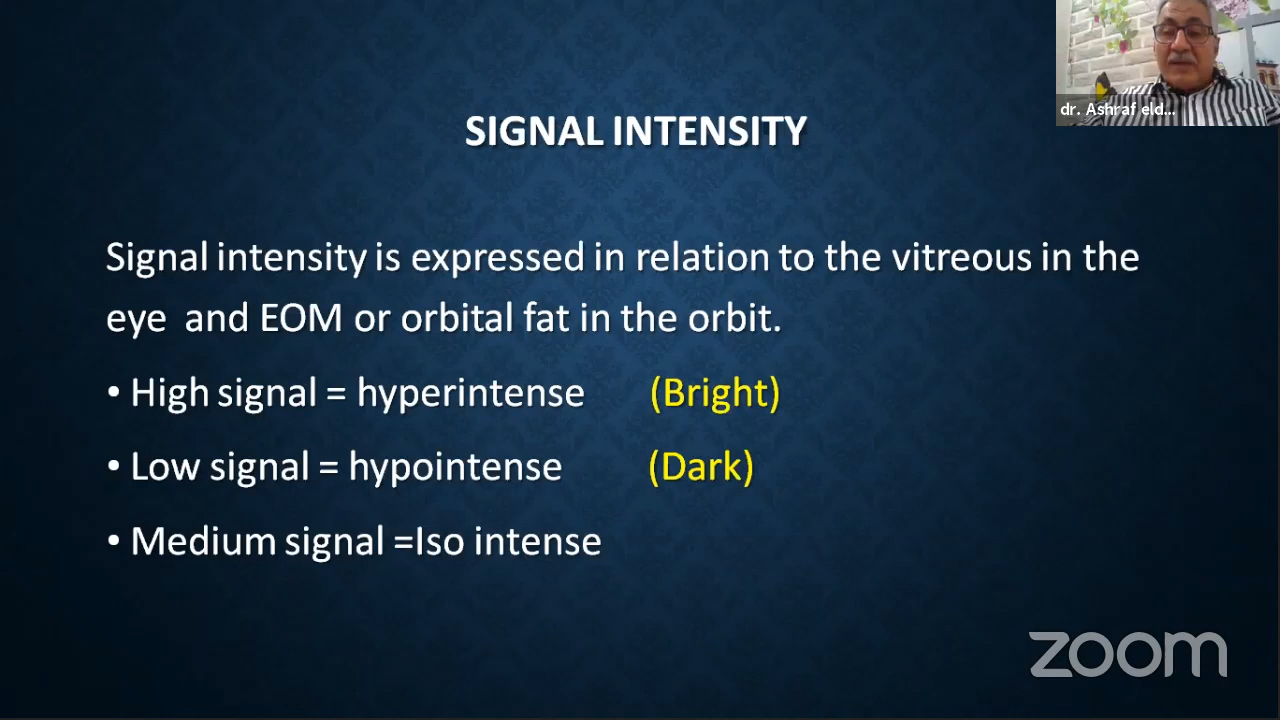 dr. Ashraf eld...
SIGNAL INTENSITY
Signal intensity is expressed in relation to the vitreous in the
eye and EOM or orbital fat in the orbit.
• High signal = hyperintense (Bright)
• Low signal = hypointense (Dark)
• Medium signal =Iso intense
zoom